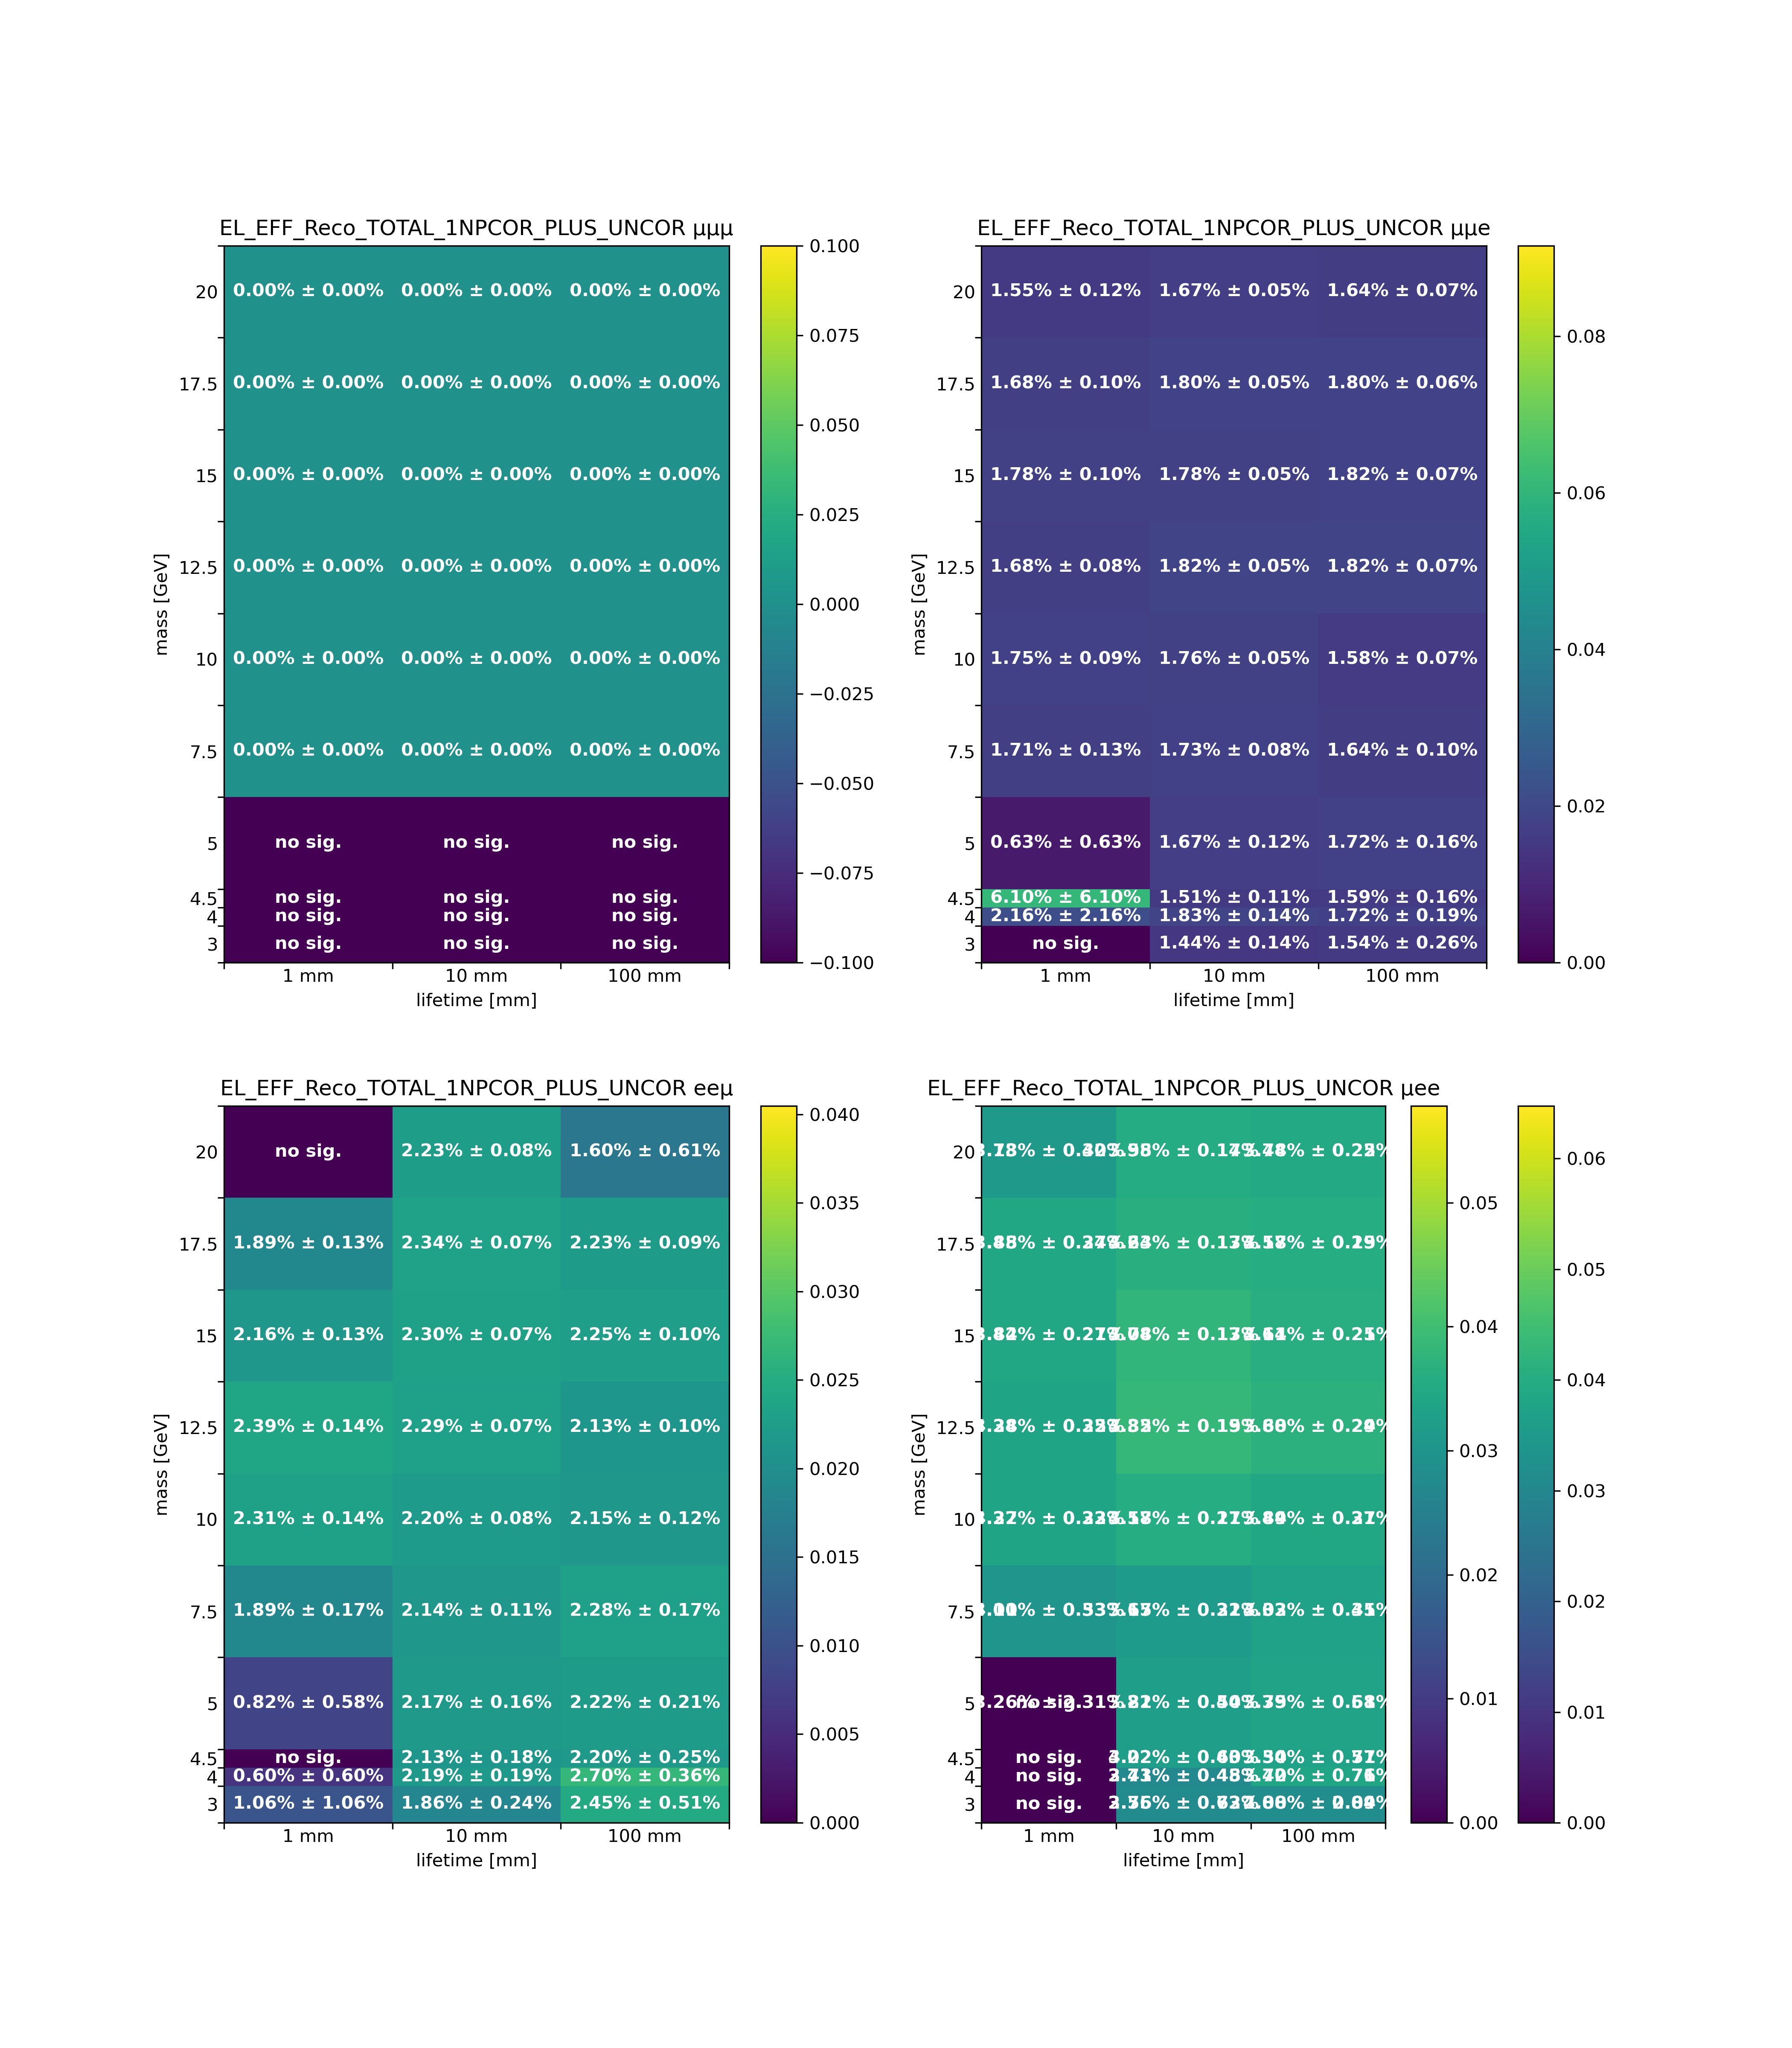 EL_EFF_Reco_TOTAL_1NPCOR_PLUS_UNCOR μμμ
20 0.00% ± 0.00% 0.00% ± 0.00% 0.00% ± 0.00%
17.5 0.00% ± 0.00% 0.00% ± 0.00% 0.00% ± 0.00%
15 0.00% ± 0.00% 0.00% ± 0.00% 0.00% ± 0.00%
12.5 0.00% ± 0.00% 0.00% ± 0.00% 0.00% ± 0.00%
10 0.00% ± 0.00% 0.00% ± 0.00% 0.00% ± 0.00%
7.5 0.00% ± 0.00% 0.00% ± 0.00% 0.00% ± 0.00%
5 no sig. no sig. no sig.
4.5 no sig. no sig. no sig.
4 no sig. no sig. no sig.
3 no sig. no sig. no sig.
1 mm 10 mm 100 mm
lifetime [mm]
mass [GeV]
0.100
0.075
0.050
0.025
0.000
−0.025
−0.050
−0.075
−0.100
EL_EFF_Reco_TOTAL_1NPCOR_PLUS_UNCOR μμe
20 1.55% ± 0.12% 1.67% ± 0.05% 1.64% ± 0.07%
17.5 1.68% ± 0.10% 1.80% ± 0.05% 1.80% ± 0.06%
15 1.78% ± 0.10% 1.78% ± 0.05% 1.82% ± 0.07%
12.5 1.68% ± 0.08% 1.82% ± 0.05% 1.82% ± 0.07%
10 1.75% ± 0.09% 1.76% ± 0.05% 1.58% ± 0.07%
7.5 1.71% ± 0.13% 1.73% ± 0.08% 1.64% ± 0.10%
5 0.63% ± 0.63% 1.67% ± 0.12% 1.72% ± 0.16%
4.5 6.10% ± 6.10% 1.51% ± 0.11% 1.59% ± 0.16%
4 2.16% ± 2.16% 1.83% ± 0.14% 1.72% ± 0.19%
3 no sig. 1.44% ± 0.14% 1.54% ± 0.26%
1 mm 10 mm 100 mm
lifetime [mm]
mass [GeV]
0.08
0.06
0.04
0.02
0.00
EL_EFF_Reco_TOTAL_1NPCOR_PLUS_UNCOR eeμ
20 no sig. 2.23% ± 0.08% 1.60% ± 0.61%
17.5 1.89% ± 0.13% 2.34% ± 0.07% 2.23% ± 0.09%
15 2.16% ± 0.13% 2.30% ± 0.07% 2.25% ± 0.10%
12.5 2.39% ± 0.14% 2.29% ± 0.07% 2.13% ± 0.10%
10 2.31% ± 0.14% 2.20% ± 0.08% 2.15% ± 0.12%
7.5 1.89% ± 0.17% 2.14% ± 0.11% 2.28% ± 0.17%
5 0.82% ± 0.58% 2.17% ± 0.16% 2.22% ± 0.21%
4.5 no sig. 2.13% ± 0.18% 2.20% ± 0.25%
4 0.60% ± 0.60% 2.19% ± 0.19% 2.70% ± 0.36%
3 1.06% ± 1.06% 1.86% ± 0.24% 2.45% ± 0.51%
1 mm 10 mm 100 mm
lifetime [mm]
mass [GeV]
0.040
0.035
0.030
0.025
0.020
0.015
0.010
0.005
0.000
EL_EFF_Reco_TOTAL_1NPCOR_PLUS_UNCOR μee
20
17.5
15
12.5
10
7.5
5 no sig.
4.5 no sig.
4 no sig.
3 no sig.
1 mm 10 mm 100 mm
lifetime [mm]
mass [GeV]
0.05
0.04
0.03
0.02
0.01
0.00
0.06
0.05
0.04
0.03
0.02
0.01
0.00